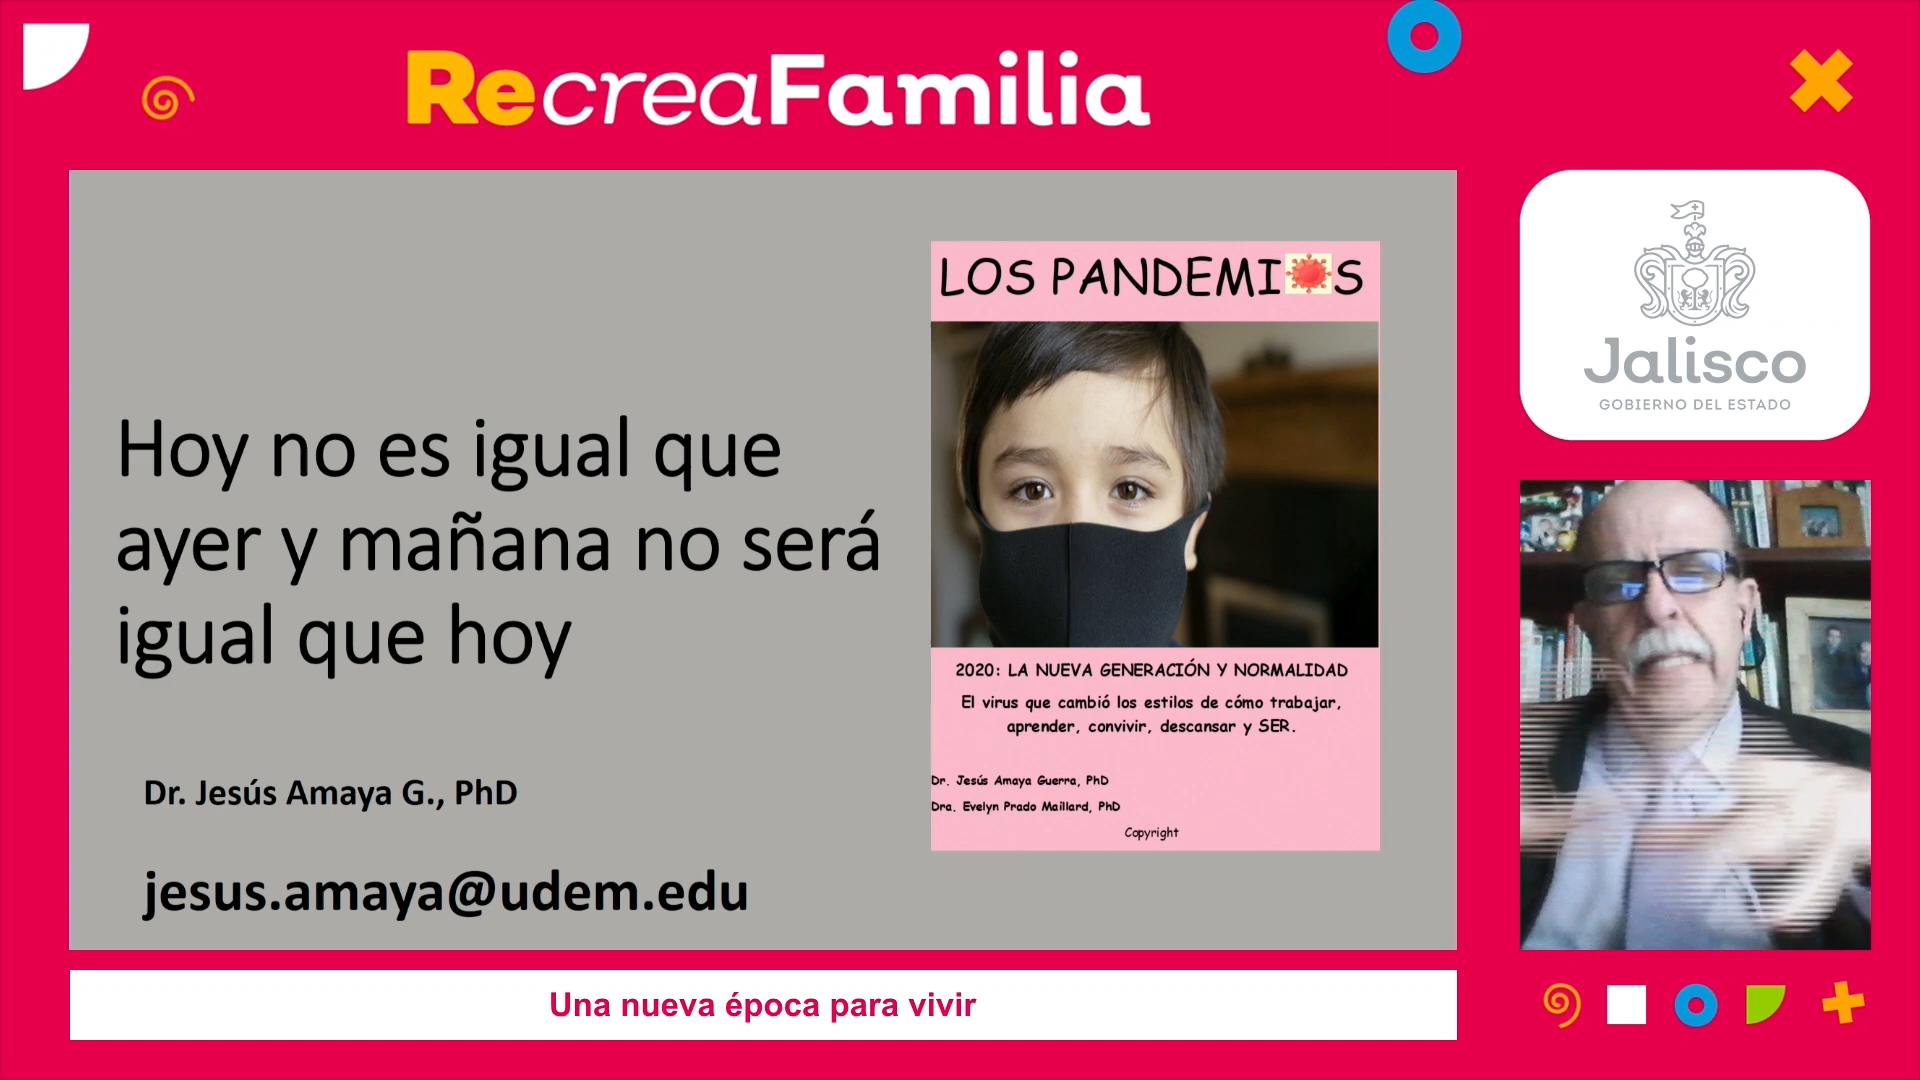 RecreaFamilia
Hoy no es igual que
ayer y mañana no será
igual que hoy
Dr. Jesús Amaya G., PhD
jesus.amaya@udem.edu
LOS PANDEMI S
2020: LA NUEVA GENERACIÓN Y NORMALIDAD
El virus que cambió los estilos de cómo trabajar,
aprender, convivir, descansar y SER.
Dr. Jesús Amaya Guerra, PhD
Dra. Evelyn Prado Maillard, PhD
Copyright
Jalisco
GOBIERNO DEL ESTADO
Una nueva época para vivir